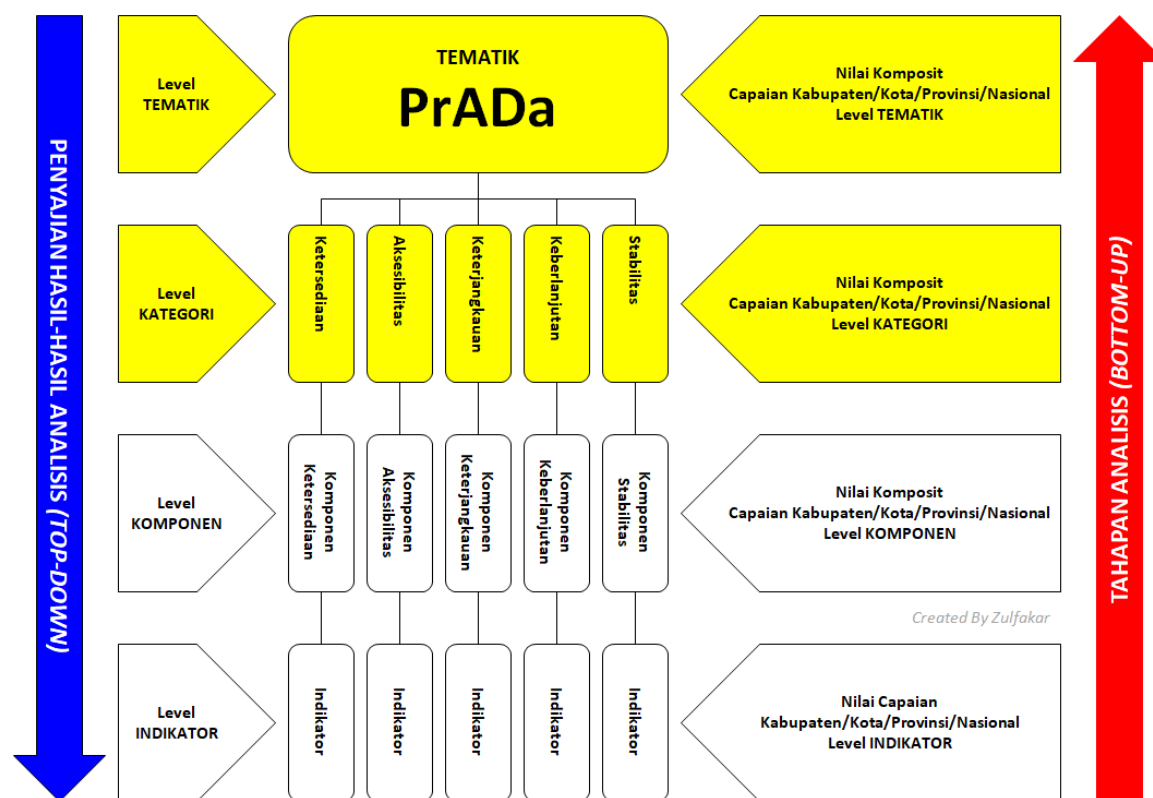 PENYAJIAN HASIL-HASIL ANALISIS (TOP-DOWN)
Level
TEMATIK
TEMATIK
PrADa
Nilai Komposit
Capaian Kabupaten/Kota/Provinsi/Nasional
Level TEMATIK
Level
KATEGORI
Ketersediaan
Aksesibilitas
Keterjangkauan
Keberlanjutan
Stabilitas
Nilai Komposit
Capaian Kabupaten/Kota/Provinsi/Nasional
Level KATEGORI
Level
KOMPONEN
Komponen
Ketersediaan
Komponen
Aksesibilitas
Komponen
Keterjangkauan
Komponen
Keberlanjutan
Komponen
Stabilitas
Nilai Komposit
Capaian Kabupaten/Kota/Provinsi/Nasional
Level KOMPONEN
Created By Zulfakar
Level
INDIKATOR
Indikator
Indikator
Indikator
Indikator
Indikator
Nilai Capaian
Kabupaten/Kota/Provinsi/Nasional
Level INDIKATOR
TAHAPAN ANALISIS (BOTTOM-UP)